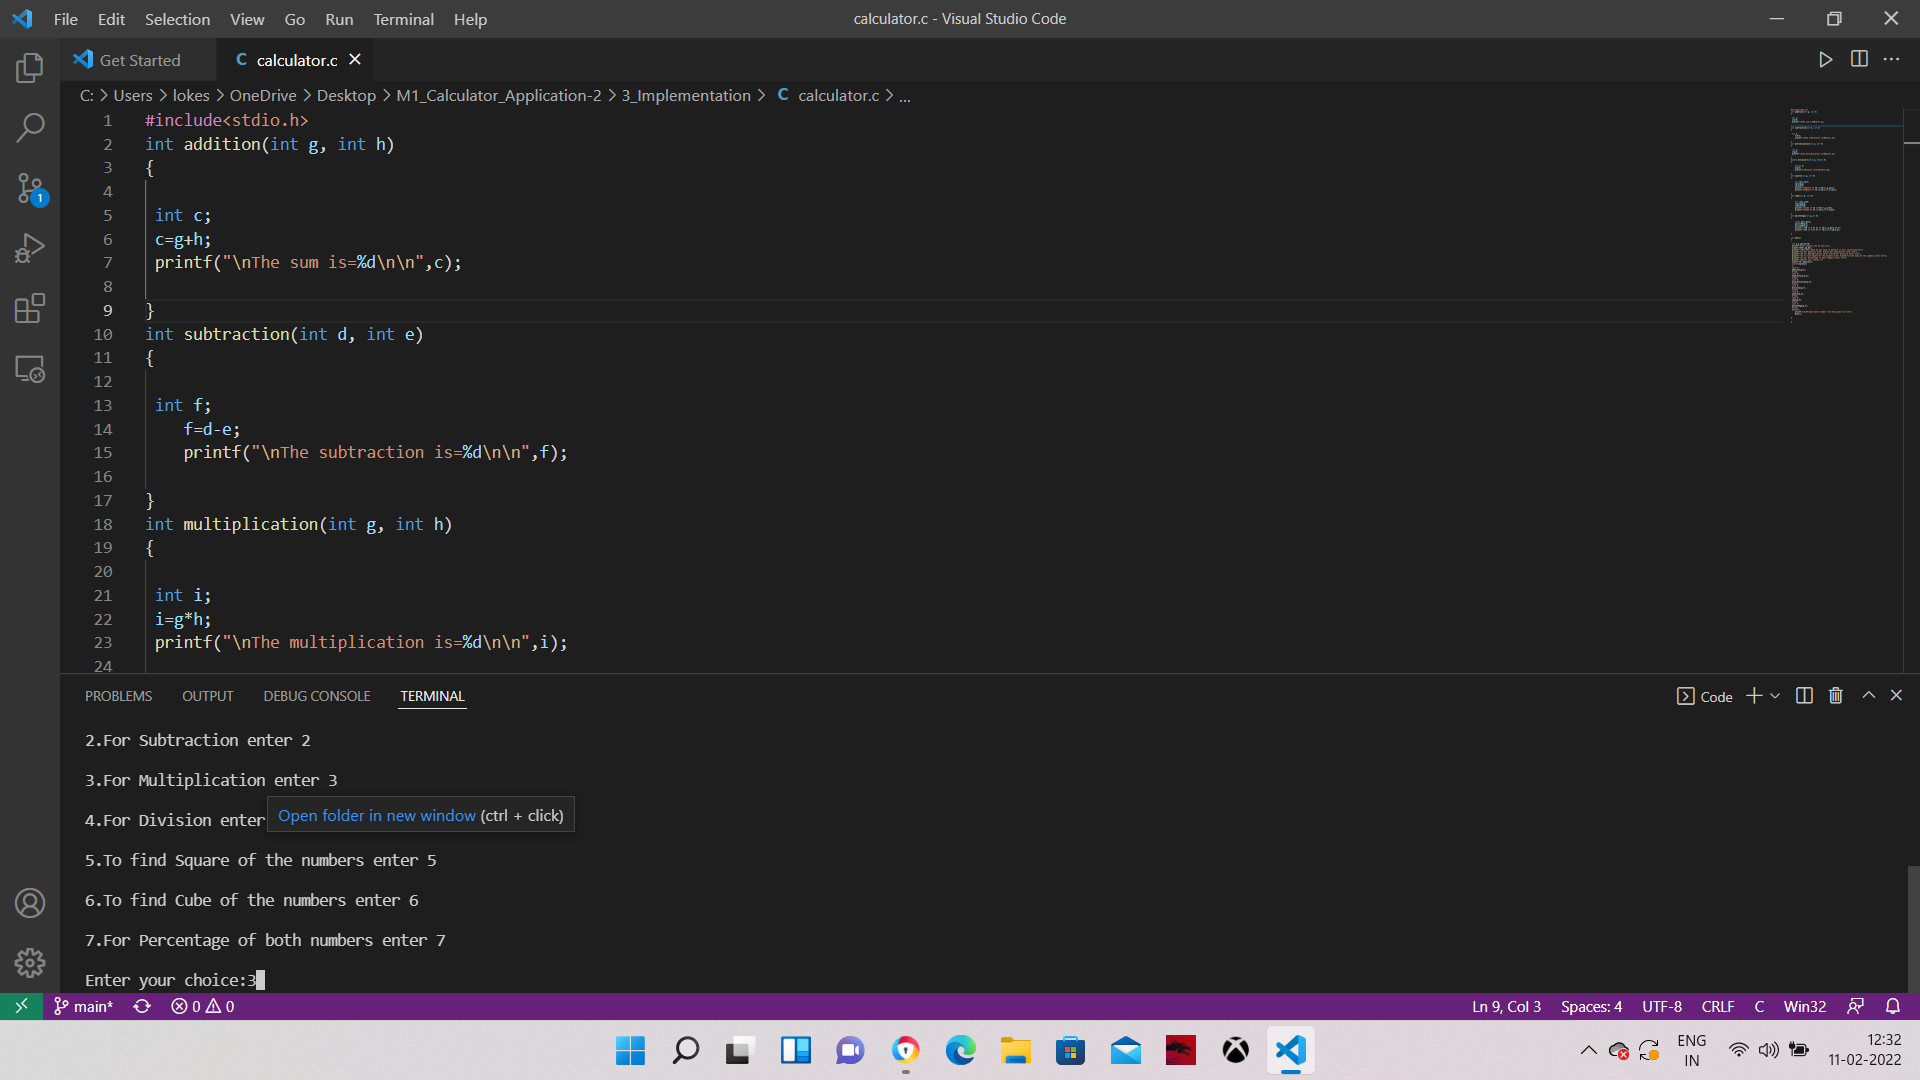 File Edit Selection View Go Run Terminal Help
calculator.c - Visual Studio Code
Get Started
C calculator.c
C: > Users > lokes > OneDrive > Desktop > M1_Calculator_Application-2 > 3_Implementation > C calculator.c > ...
1 #include<stdio.h>
2 int addition(int g, int h)
3 {
4
5 int c;
6 c=g+h;
7 printf("\nThe sum is=%d\n\n",c);
8
9 }
10 int subtraction(int d, int e)
11 {
12
13 int f;
14 f=d-e;
15 printf("\nThe subtraction is=%d\n\n",f);
16
17 }
18 int multiplication(int g, int h)
19 {
20
21 int i;
22 i=g*h;
23 printf("\nThe multiplication is=%d\n\n",i);
24
1
PROBLEMS OUTPUT DEBUG CONSOLE TERMINAL
Code
2.For Subtraction enter 2
3.For Multiplication enter 3
4.For Division enter
Open folder in new window (ctrl + click)
5.To find Square of the numbers enter 5
6.To find Cube of the numbers enter 6
7.For Percentage of both numbers enter 7
Enter your choice:3
main* 0 0
Ln 9, Col 3 Spaces: 4 UTF-8 CRLF C Win32
ENG
IN
12:32
11-02-2022